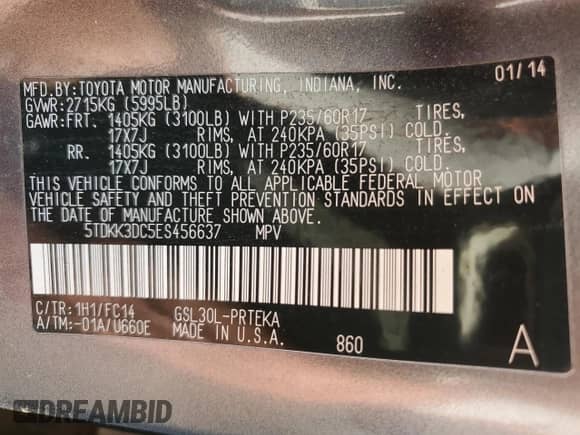 MFD.BY:TOYOTA MOTOR MANUFACTURING, INDIANA, INC. 01/14
GVWR:2715KG (5995LB)
GAWR:FRT. 1405KG (3100LB) WITH P235/60R17 TIRES,
17X7J RIMS, AT 240KPA (35PSI) COLD.
RR. 1405KG (3100LB) WITH P235/60R17 TIRES,
17X7J RIMS, AT 240KPA (35PSI) COLD.
THIS VEHICLE CONFORMS TO ALL APPLICABLE FEDERAL MOTOR
VEHICLE SAFETY AND THEFT PREVENTION STANDARDS IN EFFECT ON
THE DATE OF MANUFACTURE SHOWN ABOVE.
5TDKK3DC5ES456637 MPV
C/TR:1H1/FC14 GSL30L-PRTEKA
A/TM:-01A/U660E MADE IN U.S.A. 860 A
DREAMBID